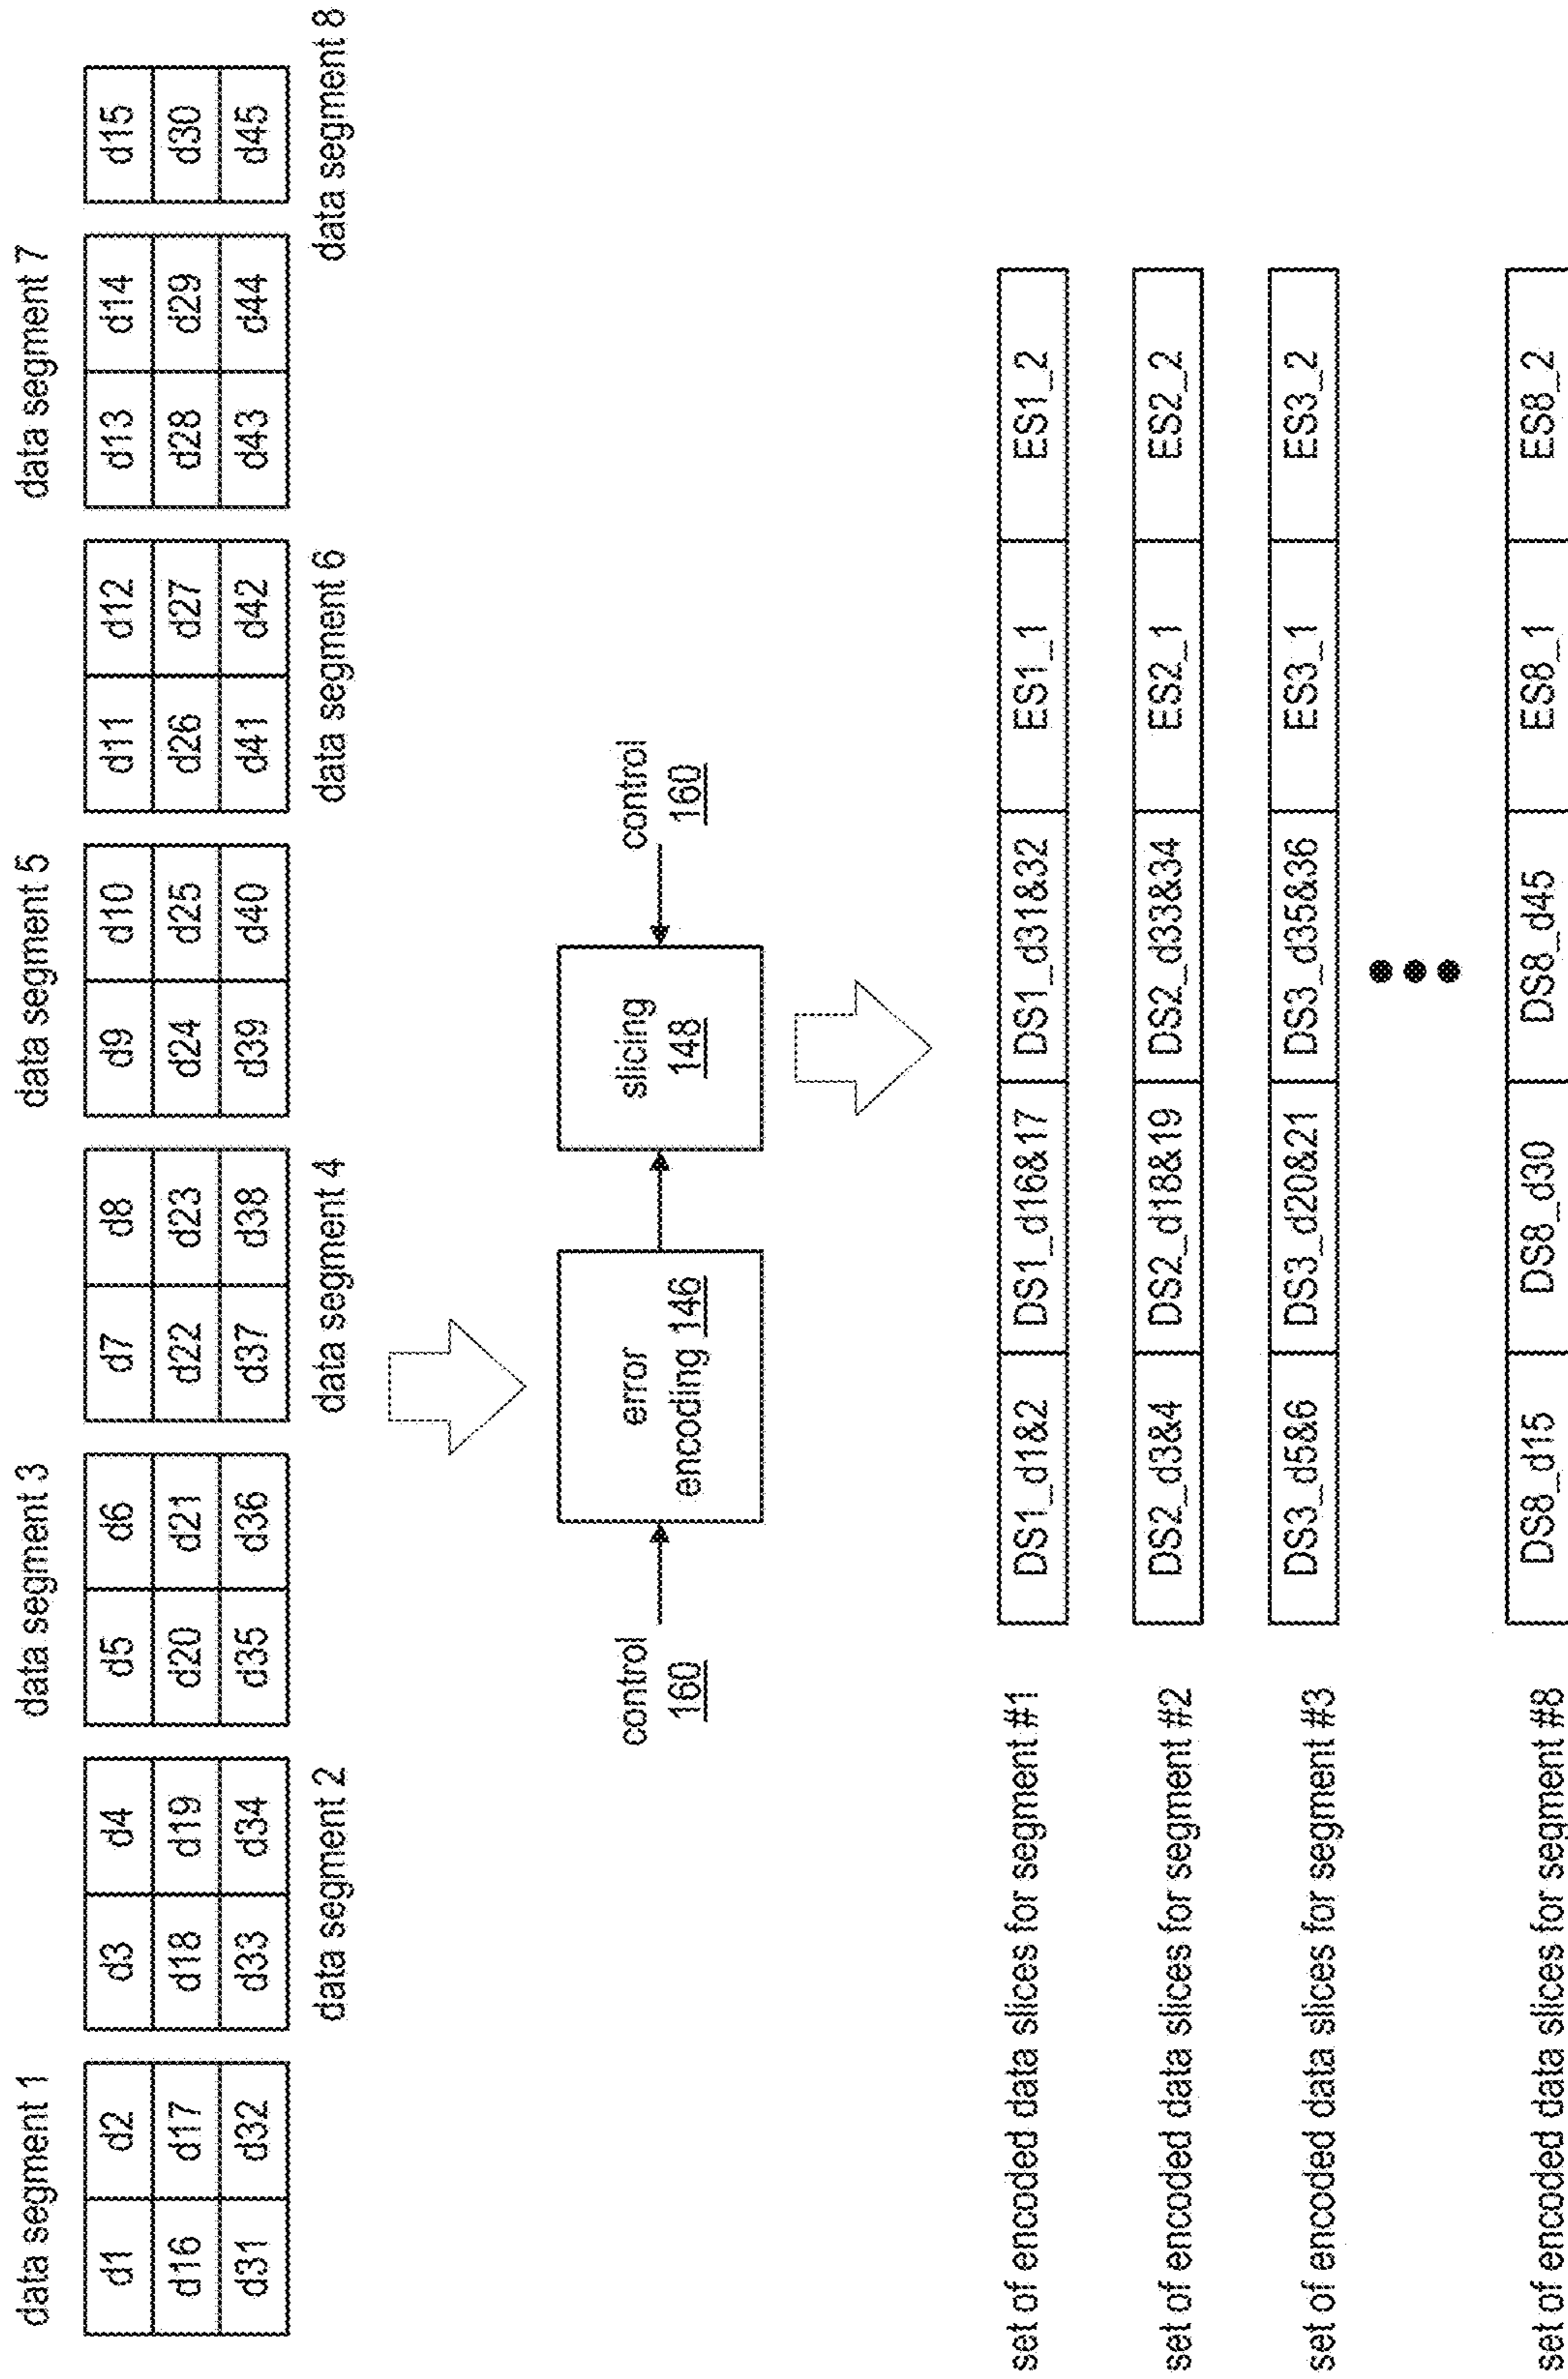 data segment 1
data segment 3
data segment 5
data segment 7
d1 d2 d3 d4 d5 d6 d7 d8 d9 d10 d11 d12 d13 d14 d15
d16 d17 d18 d19 d20 d21 d22 d23 d24 d25 d26 d27 d28 d29 d30
d31 d32 d33 d34 d35 d36 d37 d38 d39 d40 d41 d42 d43 d44 d45
data segment 2
data segment 4
data segment 6
data segment 8
control
160
error
encoding 146
slicing
148
control
160
set of encoded data slices for segment #1
DS1_d1&2 DS1_d16&17 DS1_d31&32 ES1_1 ES1_2
set of encoded data slices for segment #2
DS2_d3&4 DS2_d18&19 DS2_d33&34 ES2_1 ES2_2
set of encoded data slices for segment #3
DS3_d5&6 DS3_d20&21 DS3_d35&36 ES3_1 ES3_2
set of encoded data slices for segment #8
DS8_d15 DS8_d30 DS8_d45 ES8_1 ES8_2